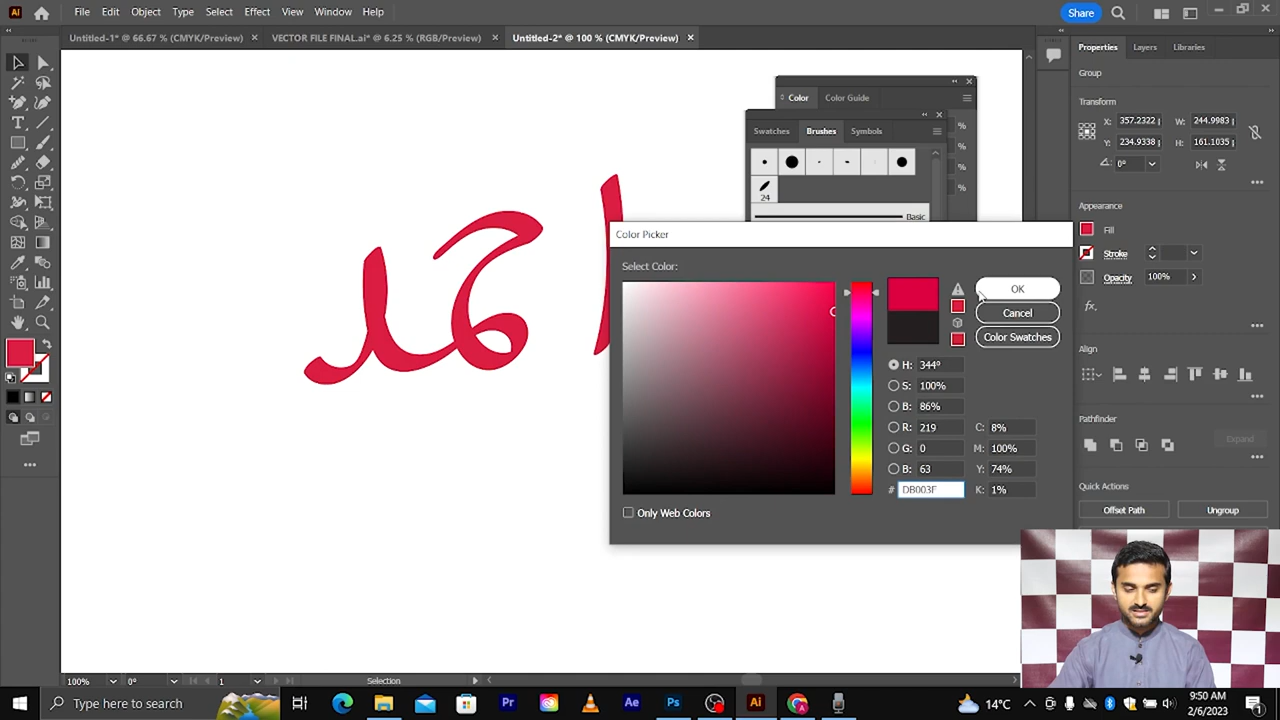 File Edit Object Type Select Effect View Window Help
Share
Untitled-1* @ 66.67 % (CMYK/Preview)
VECTOR FILE FINAL.ai* @ 6.25 % (RGB/Preview)
Untitled-2* @ 100 % (CMYK/Preview)
Properties Layers Libraries
Group
Transform
X: 357.2322 W: 244.9983
Y: 234.9338 H: 161.1035
0°
Appearance
Fill
Stroke
Opacity 100%
Align
Pathfinder
Expand
Quick Actions
Offset Path Ungroup
Color Color Guide
%
%
%
%
Swatches Brushes Symbols
24
Basic
احمد
Color Picker
Select Color:
OK
Cancel
Color Swatches
H: 344°
S: 100%
B: 86%
R: 219 C: 8%
G: 0 M: 100%
B: 63 Y: 74%
# DB003F K: 1%
Only Web Colors
100% 0° 1 Selection
Type here to search
Pr
Ae
Ps
Ai
14°C
9:50 AM
2/6/2023